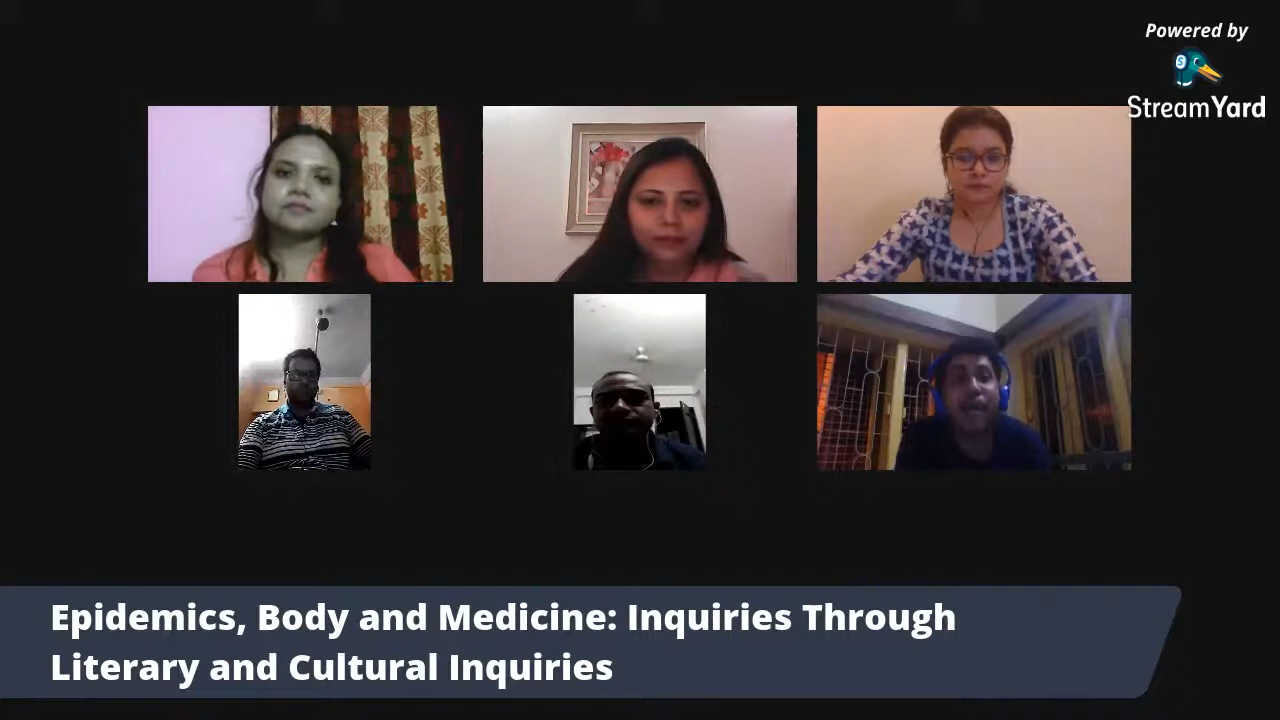 Powered by
StreamYard
Epidemics, Body and Medicine: Inquiries Through
Literary and Cultural Inquiries